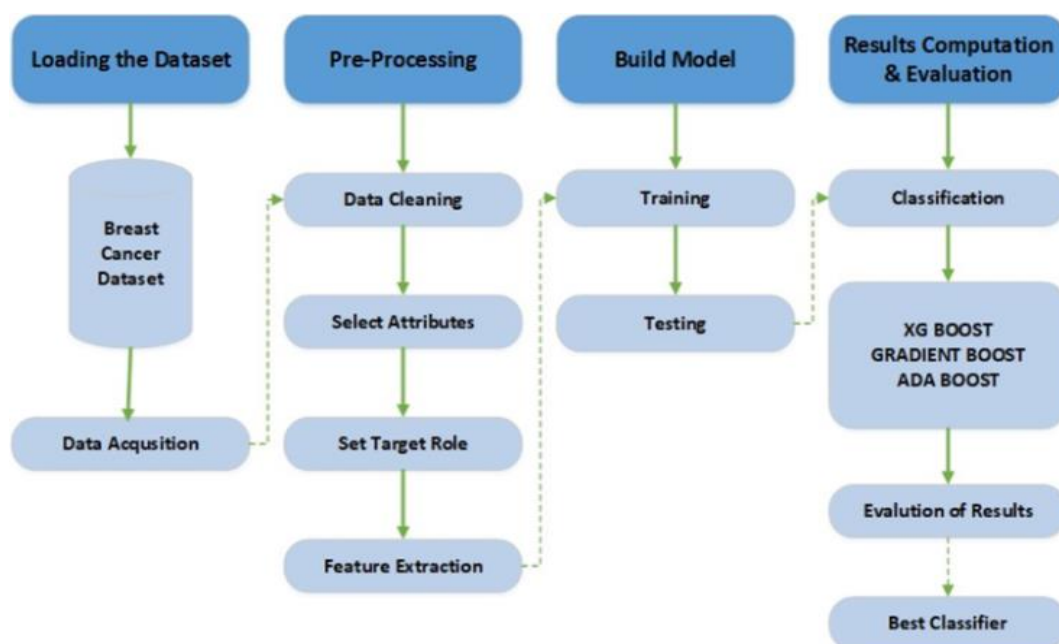 Loading the Dataset
Breast
Cancer
Dataset
Data Acqusition
Pre-Processing
Data Cleaning
Select Attributes
Set Target Role
Feature Extraction
Build Model
Training
Testing
Results Computation
& Evaluation
Classification
XG BOOST
GRADIENT BOOST
ADA BOOST
Evalution of Results
Best Classifier